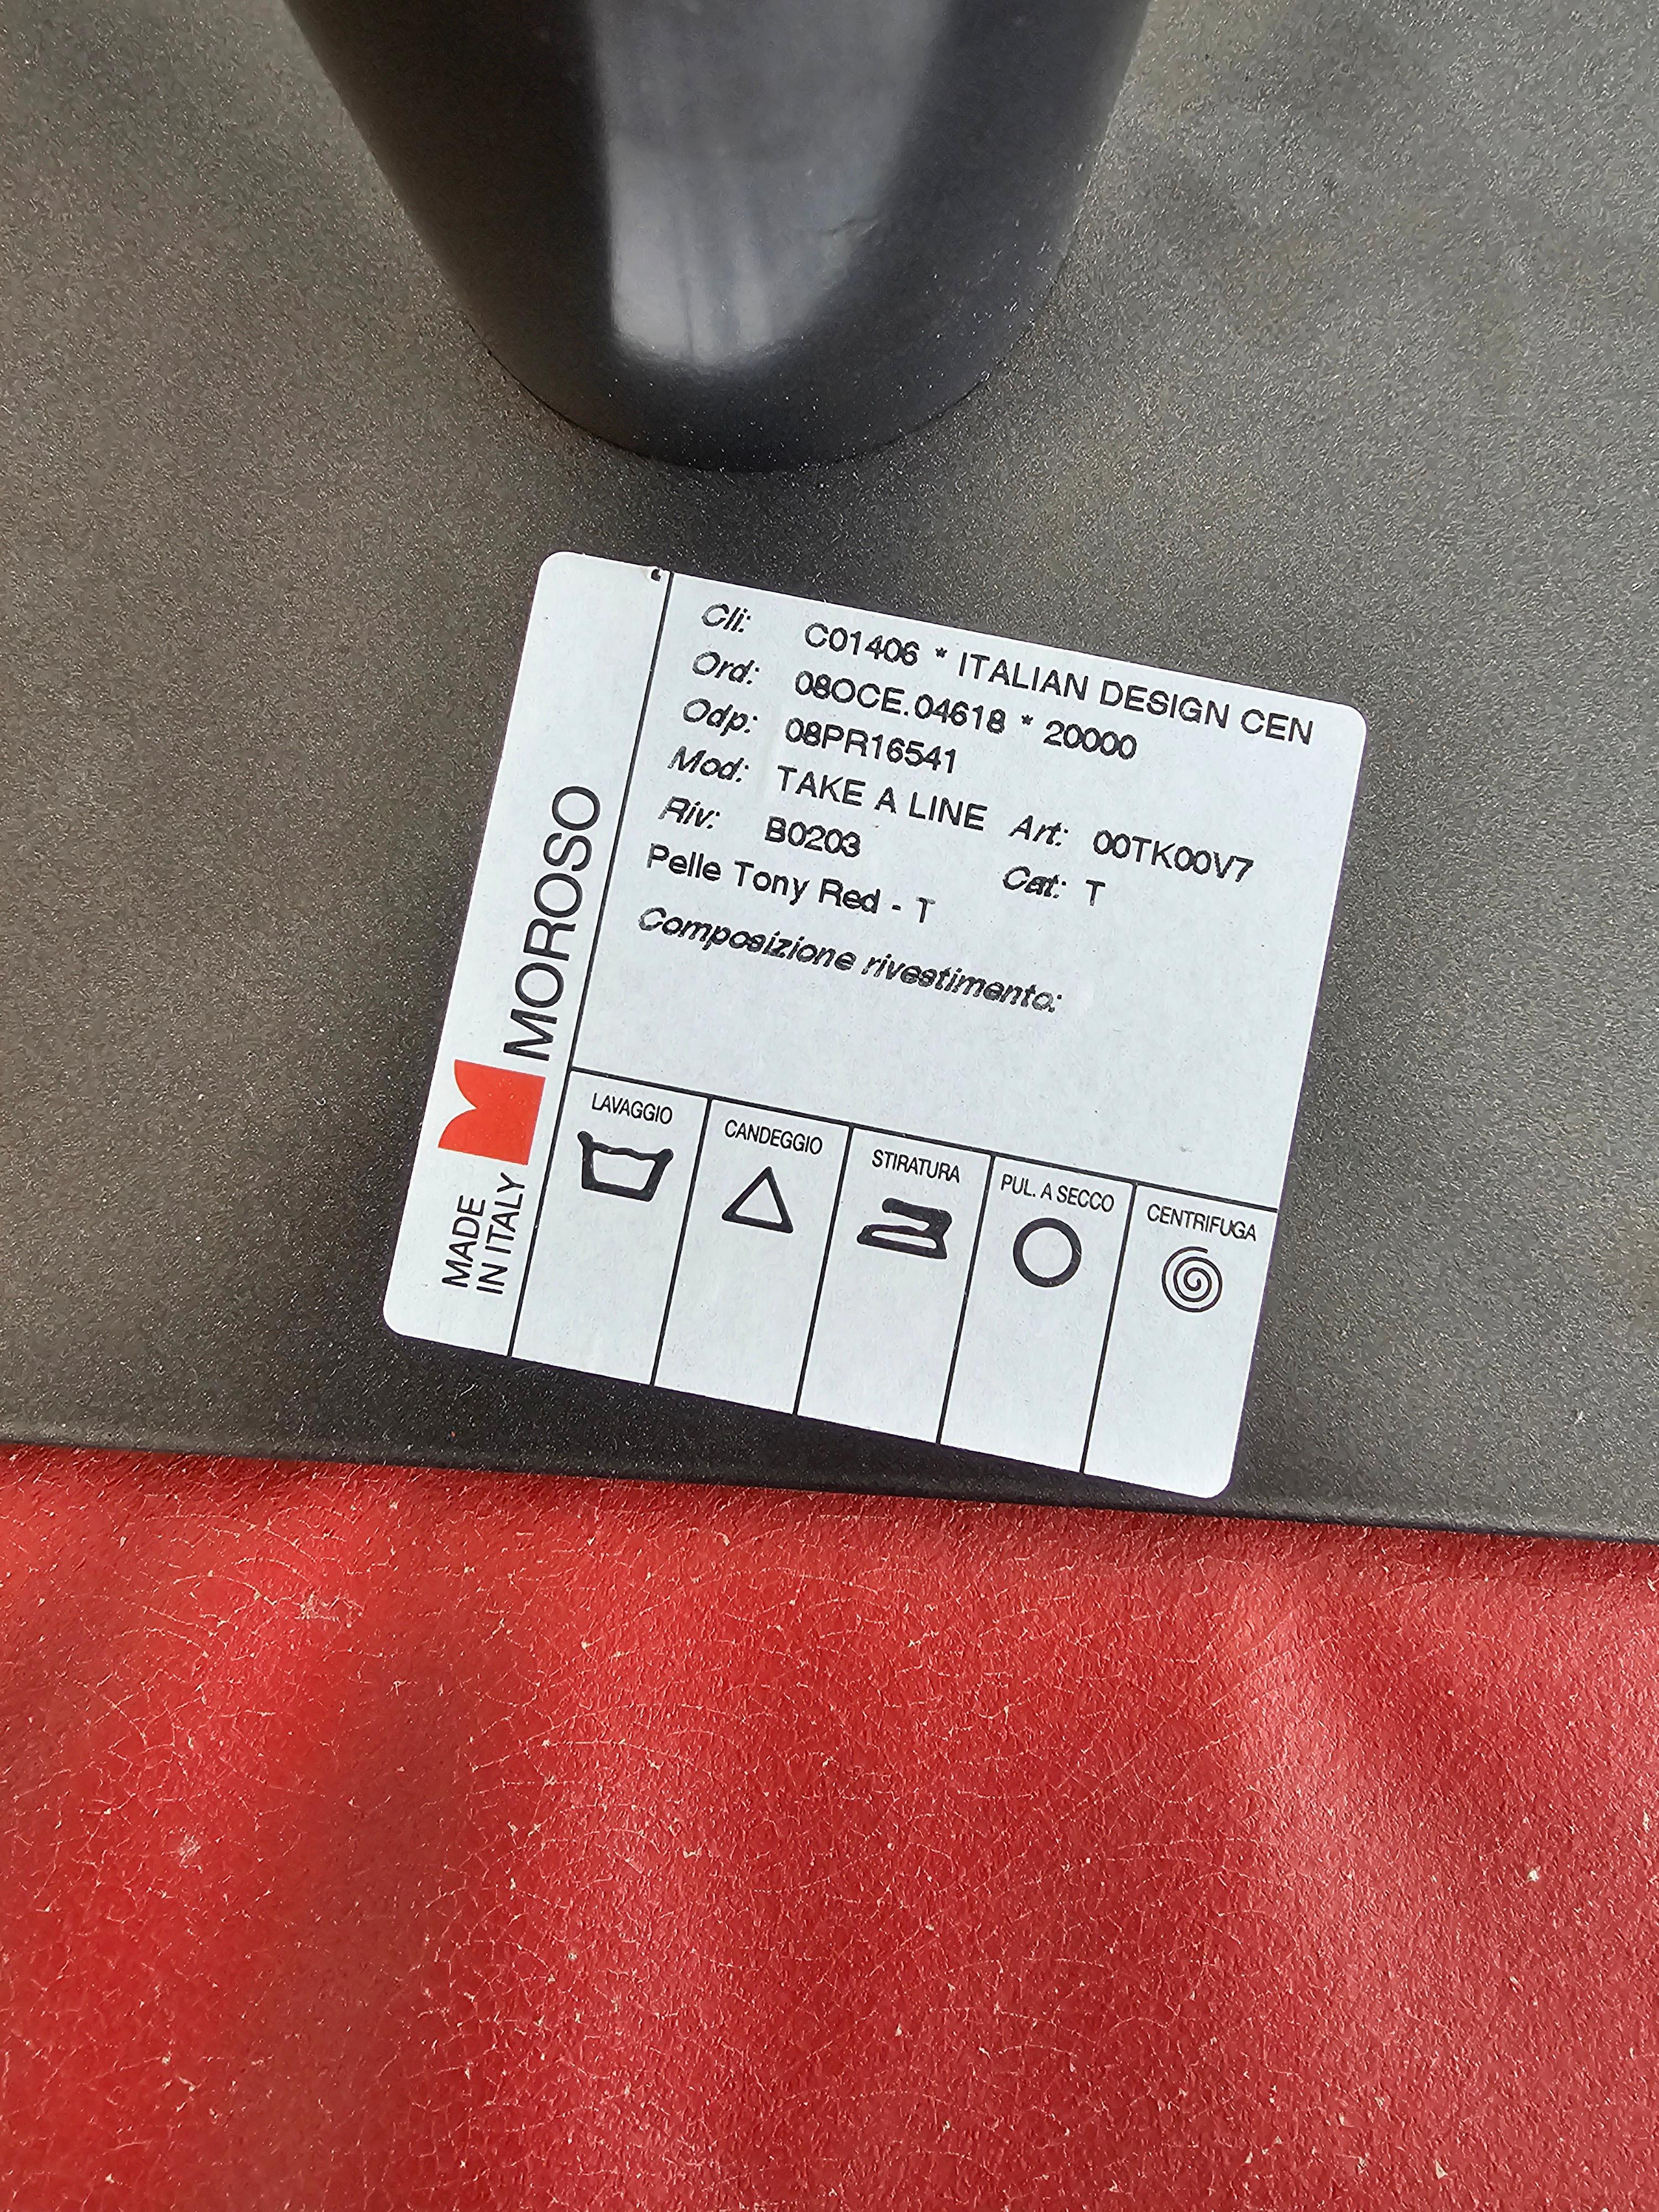 Cli: C01406 * ITALIAN DESIGN CEN
Ord: 08OCE.04618 * 20000
Odp: 08PR16541
Mod: TAKE A LINE Art: 00TK00V7
Riv: B0203 Cat: T
Pelle Tony Red - T
Composizione rivestimento:
MOROSO
MADE
IN ITALY
LAVAGGIO
CANDEGGIO
STIRATURA
PUL. A SECCO
CENTRIFUGA